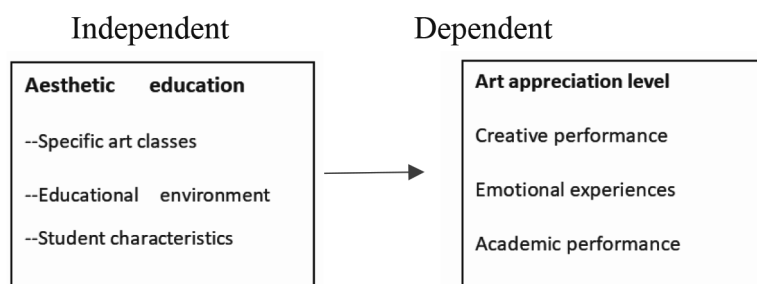 Independent
Dependent
Aesthetic education
--Specific art classes
--Educational environment
--Student characteristics
Art appreciation level
Creative performance
Emotional experiences
Academic performance